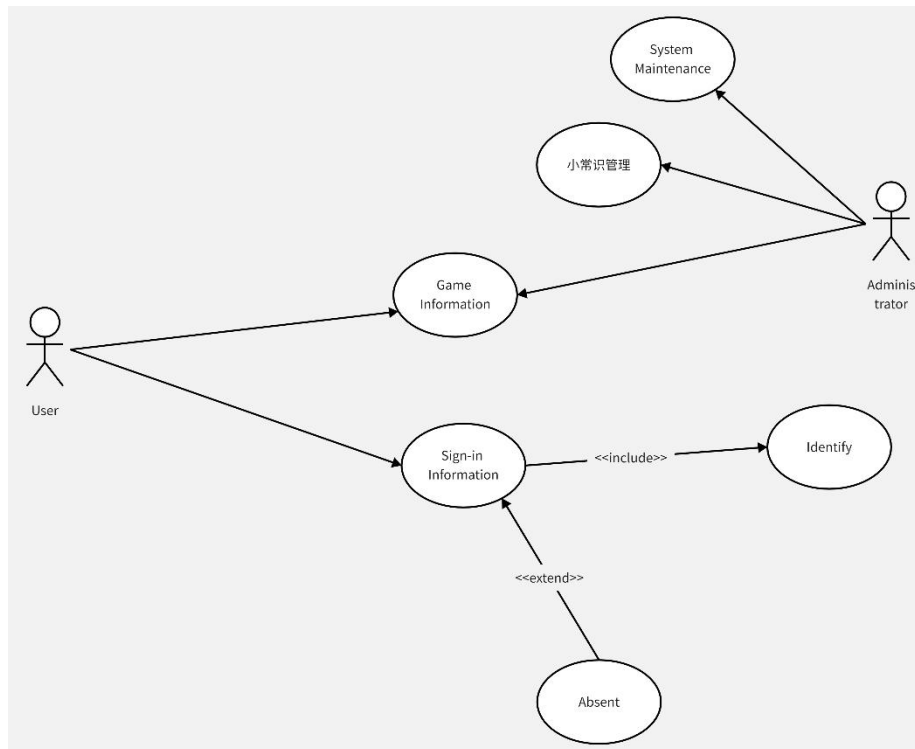 System
Maintenance
小常识管理
Game
Information
Adminis
trator
User
Sign-in
Information
<<include>>
Identify
<<extend>>
Absent